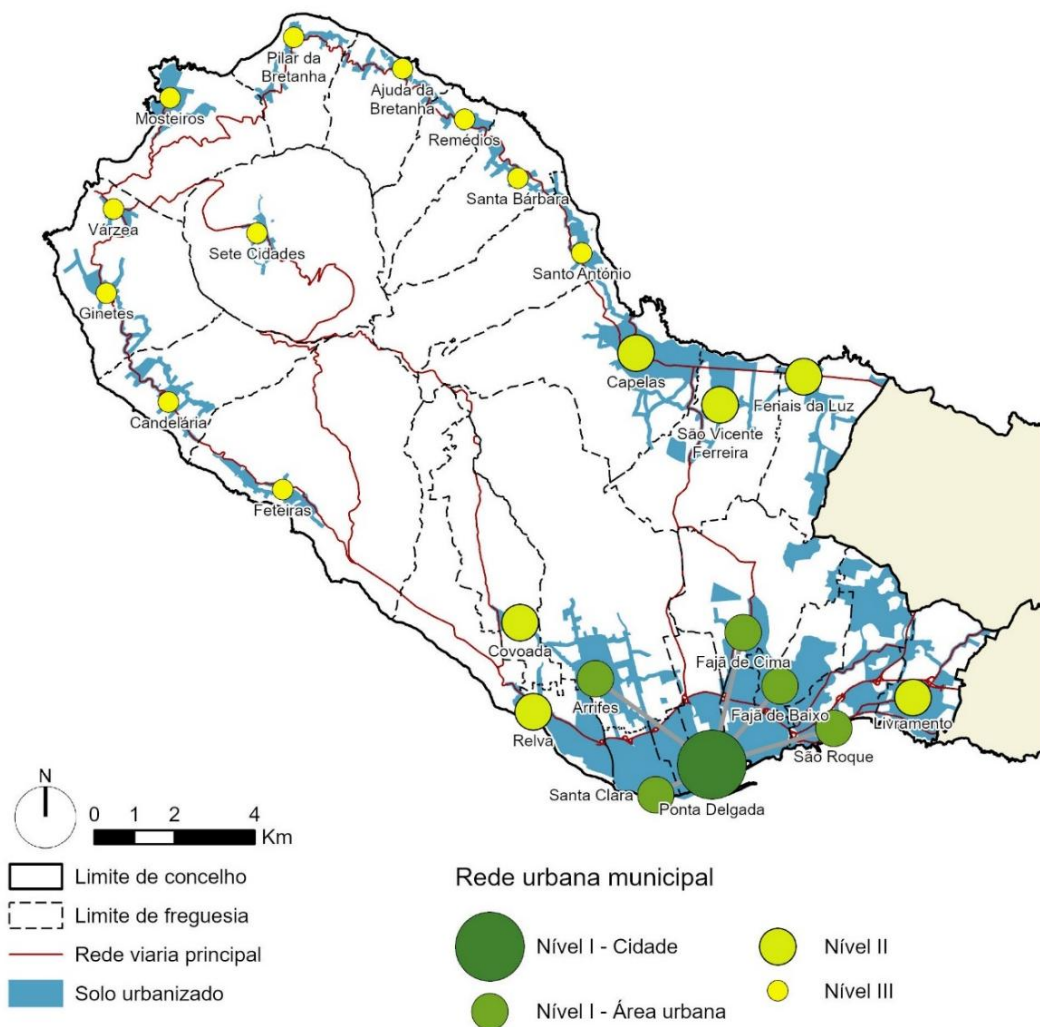 Pilar da
Bretanha
Ajuda da
Bretanha
Mosteiros
Remédios
Santa Bárbara
Várzea
Sete Cidades
Santo António
Ginetes
Capelas
Fenais da Luz
São Vicente
Ferreira
Candelária
Feteiras
Covoada
Fajã de Cima
Arrifes
Fajã de Baixo
Livramento
Relva
São Roque
Santa Clara
Ponta Delgada
N
0 1 2 4
Km
Limite de concelho
Limite de freguesia
Rede viaria principal
Solo urbanizado
Rede urbana municipal
Nível I - Cidade
Nível I - Área urbana
Nível II
Nível III